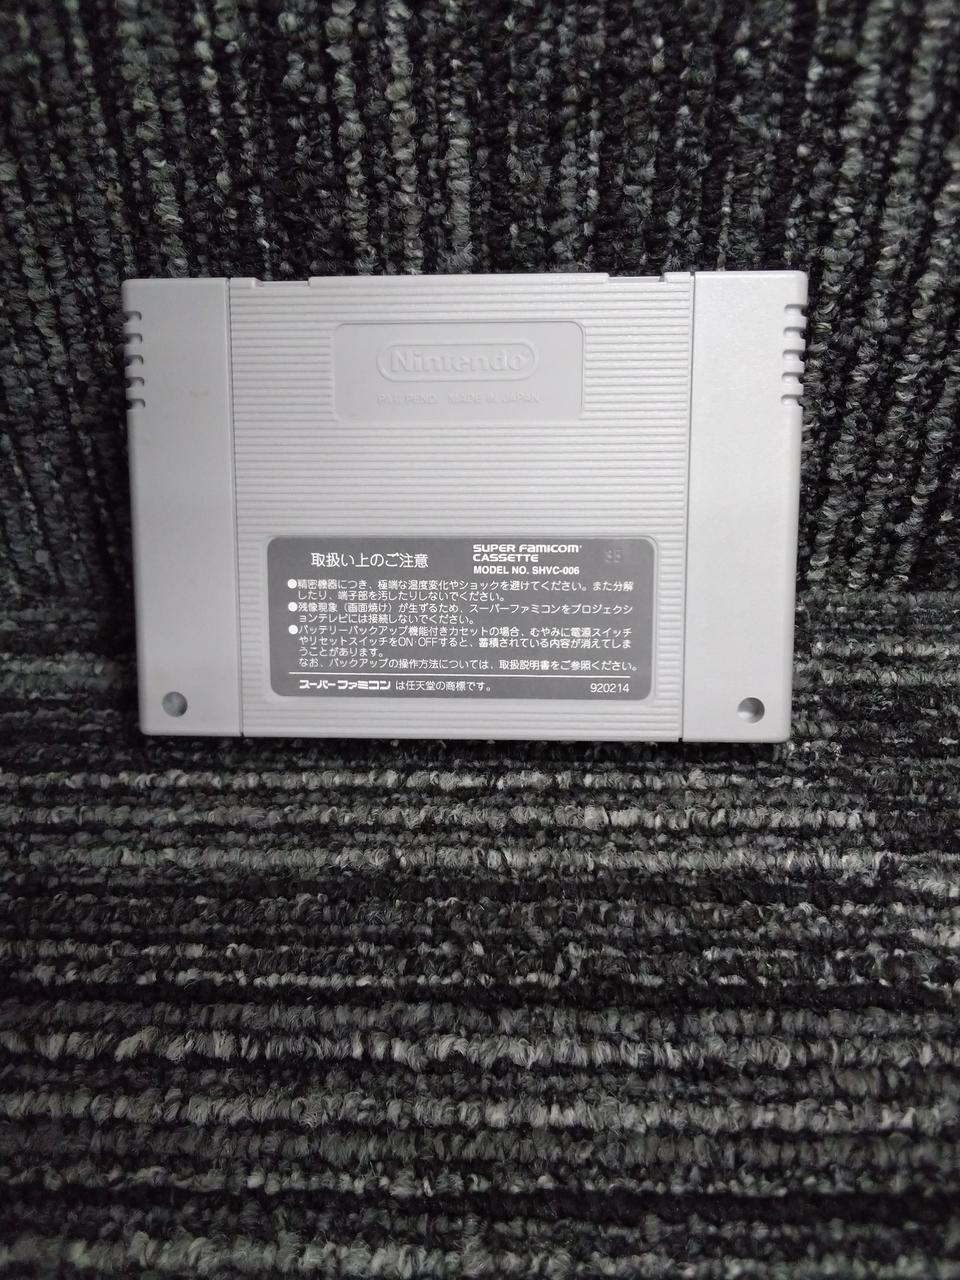 Nintendo
PAT. PEND. MADE IN JAPAN
取扱い上のご注意
SUPER FAMICOM
CASSETTE
MODEL NO. SHVC-006
35
●精密機器につき、極端な温度変化やショックを避けてください。また分解
したり、端子部を汚したりしないでください。
●残像現象（画面焼け）が生ずるため、スーパーファミコンをプロジェクシ
ョンテレビには接続しないでください。
●バッテリーバックアップ機能付きカセットの場合、むやみに電源スイッチ
やリセットスイッチをON・OFFすると、蓄積されている内容が消えてしま
うことがあります。
なお、バックアップの操作方法については、取扱説明書をご参照ください。
スーパーファミコン は任天堂の商標です。
920214